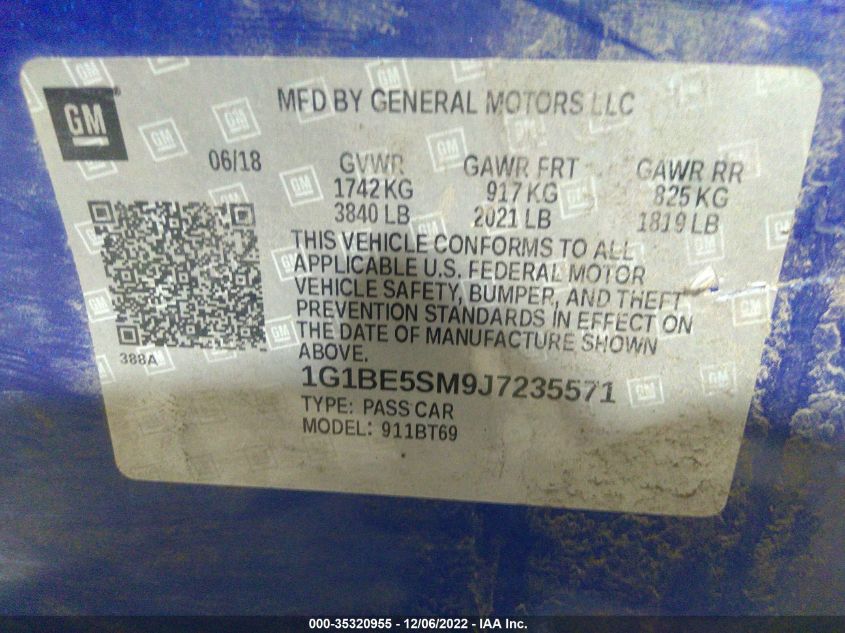 GM
MFD BY GENERAL MOTORS LLC
06/18 GVWR GAWR FRT GAWR RR
1742 KG 917 KG 825 KG
3840 LB 2021 LB 1819 LB
THIS VEHICLE CONFORMS TO ALL
APPLICABLE U.S. FEDERAL MOTOR
VEHICLE SAFETY, BUMPER, AND THEFT
PREVENTION STANDARDS IN EFFECT ON
THE DATE OF MANUFACTURE SHOWN
ABOVE.
388A
1G1BE5SM9J7235571
TYPE: PASS CAR
MODEL: 911BT69
000-35320955 - 12/06/2022 - IAA Inc.